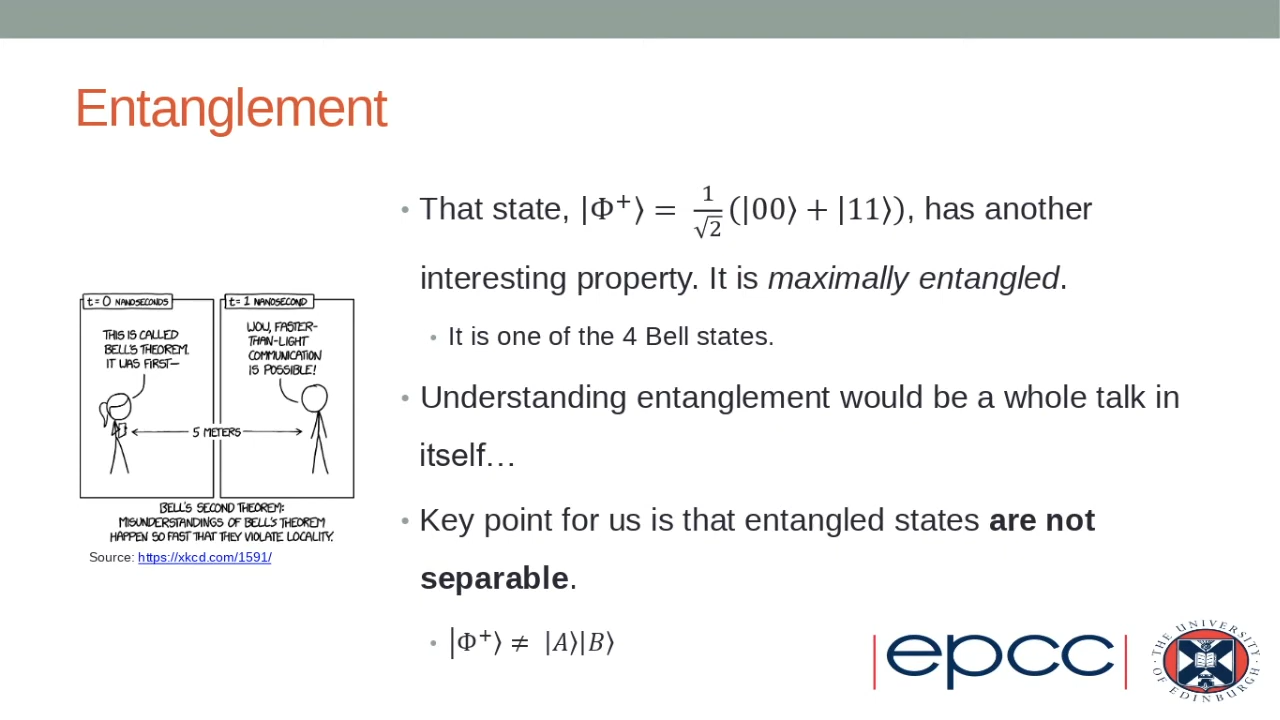 Entanglement
• That state, |Φ⁺⟩ = 1/√2 (|00⟩ + |11⟩), has another
interesting property. It is maximally entangled.
• It is one of the 4 Bell states.
• Understanding entanglement would be a whole talk in
itself…
• Key point for us is that entangled states are not
separable.
• |Φ⁺⟩ ≠ |A⟩|B⟩
t=0 NANOSECONDS
THIS IS CALLED
BELL'S THEOREM.
IT WAS FIRST—
t=1 NANOSECOND
WOW, FASTER-
THAN-LIGHT
COMMUNICATION
IS POSSIBLE!
5 METERS
BELL'S SECOND THEOREM:
MISUNDERSTANDINGS OF BELL'S THEOREM
HAPPEN SO FAST THAT THEY VIOLATE LOCALITY.
Source: https://xkcd.com/1591/
epcc
THE UNIVERSITY
OF EDINBURGH